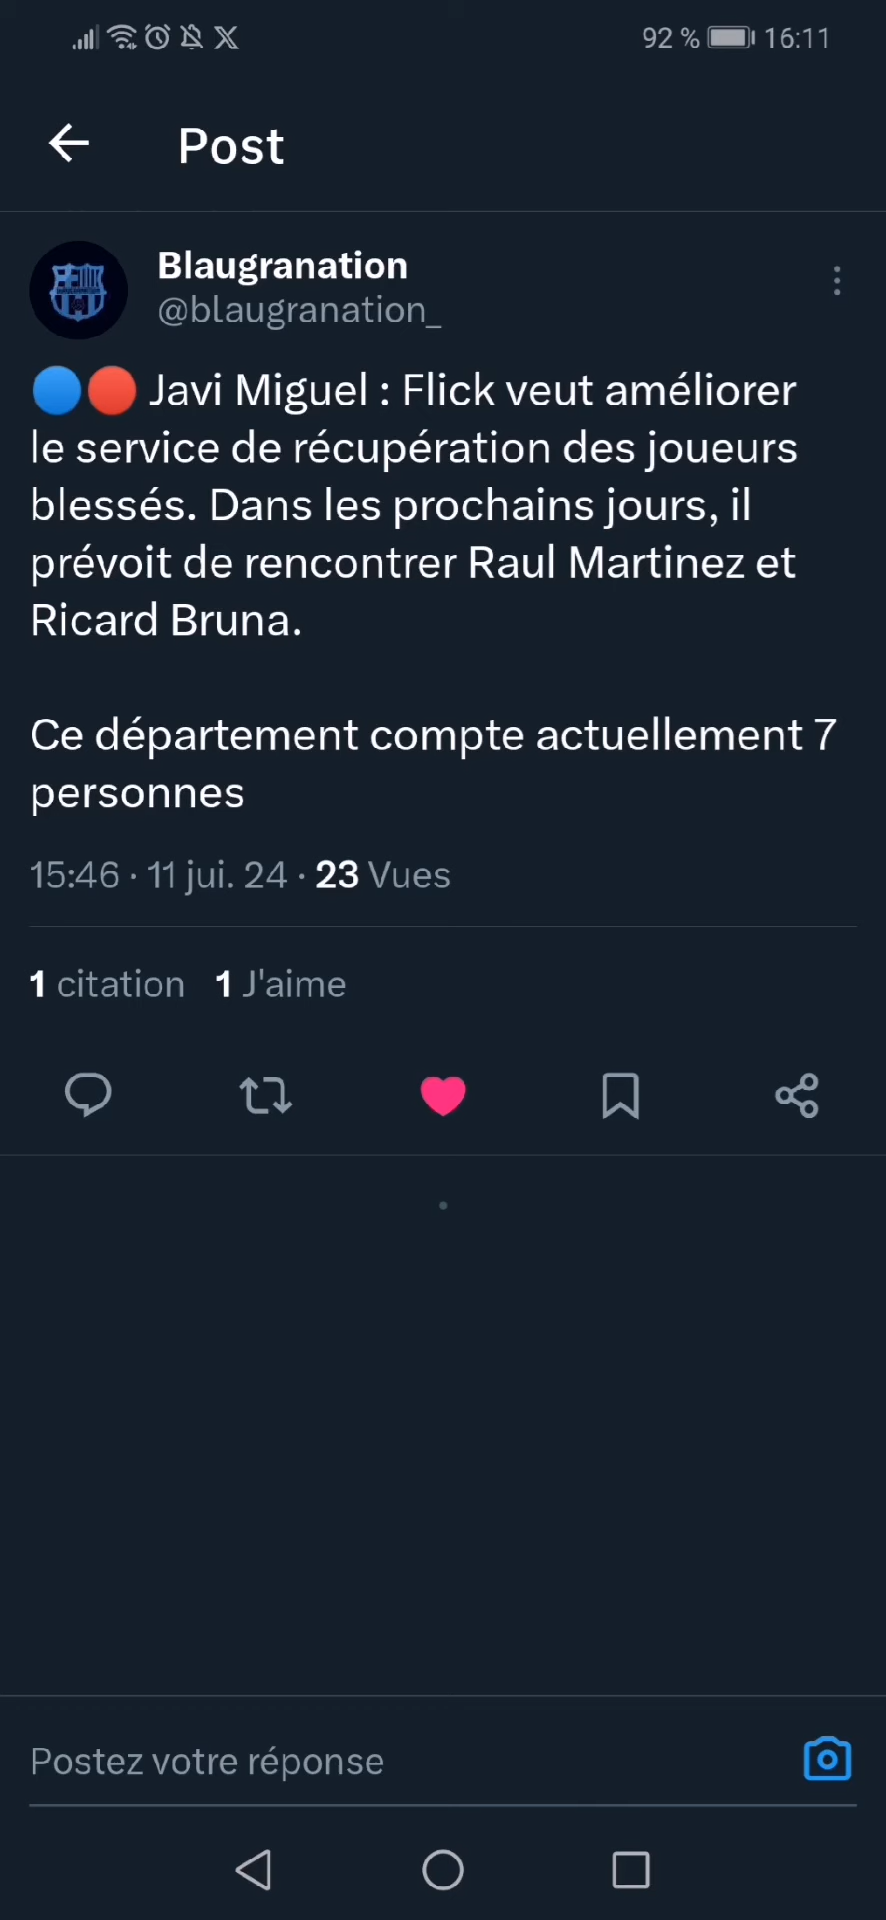 92 % 16:11
Post
Blaugranation
@blaugranation_
🔵🔴 Javi Miguel : Flick veut améliorer
le service de récupération des joueurs
blessés. Dans les prochains jours, il
prévoit de rencontrer Raul Martinez et
Ricard Bruna.
Ce département compte actuellement 7
personnes
15:46 · 11 jui. 24 · 23 Vues
1 citation 1 J'aime
Postez votre réponse